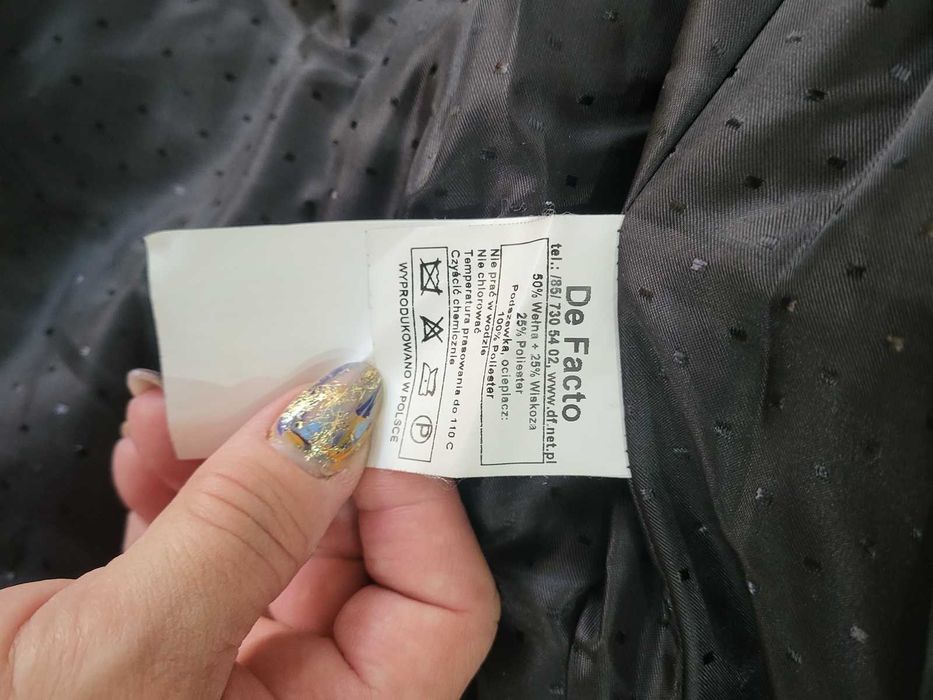 De Facto
tel.: /85/ 730 54 02, www.df.net.pl
50% Wełna + 25% Wiskoza
25% Poliester
Podszewka, ocieplacz:
100% Poliester
Nie prać w wodzie
Nie chlorować
Temperatura prasowania do 110 C
Czyścić chemicznie
P
WYPRODUKOWANO W POLSCE